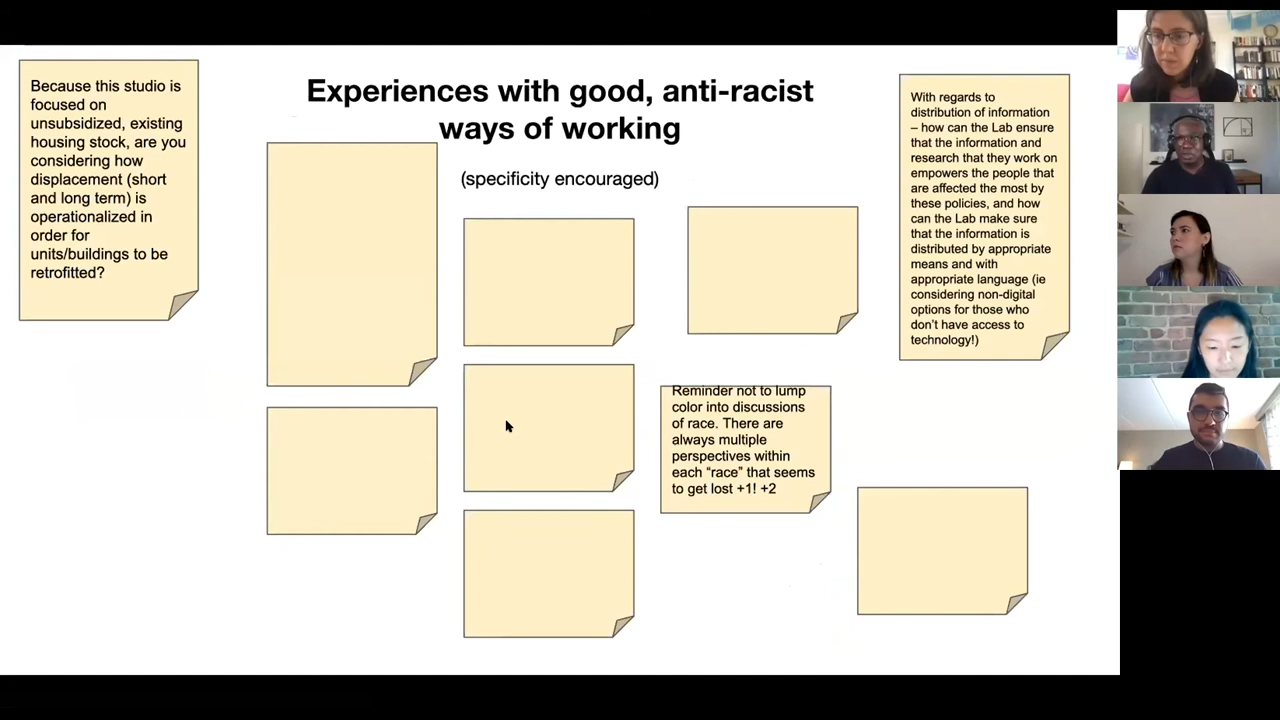 Experiences with good, anti-racist
ways of working
(specificity encouraged)
Because this studio is
focused on
unsubsidized, existing
housing stock, are you
considering how
displacement (short
and long term) is
operationalized in
order for
units/buildings to be
retrofitted?
With regards to
distribution of information
– how can the Lab ensure
that the information and
research that they work on
empowers the people that
are affected the most by
these policies, and how
can the Lab make sure
that the information is
distributed by appropriate
means and with
appropriate language (ie
considering non-digital
options for those who
don't have access to
technology!)
Reminder not to lump
color into discussions
of race. There are
always multiple
perspectives within
each “race” that seems
to get lost +1! +2